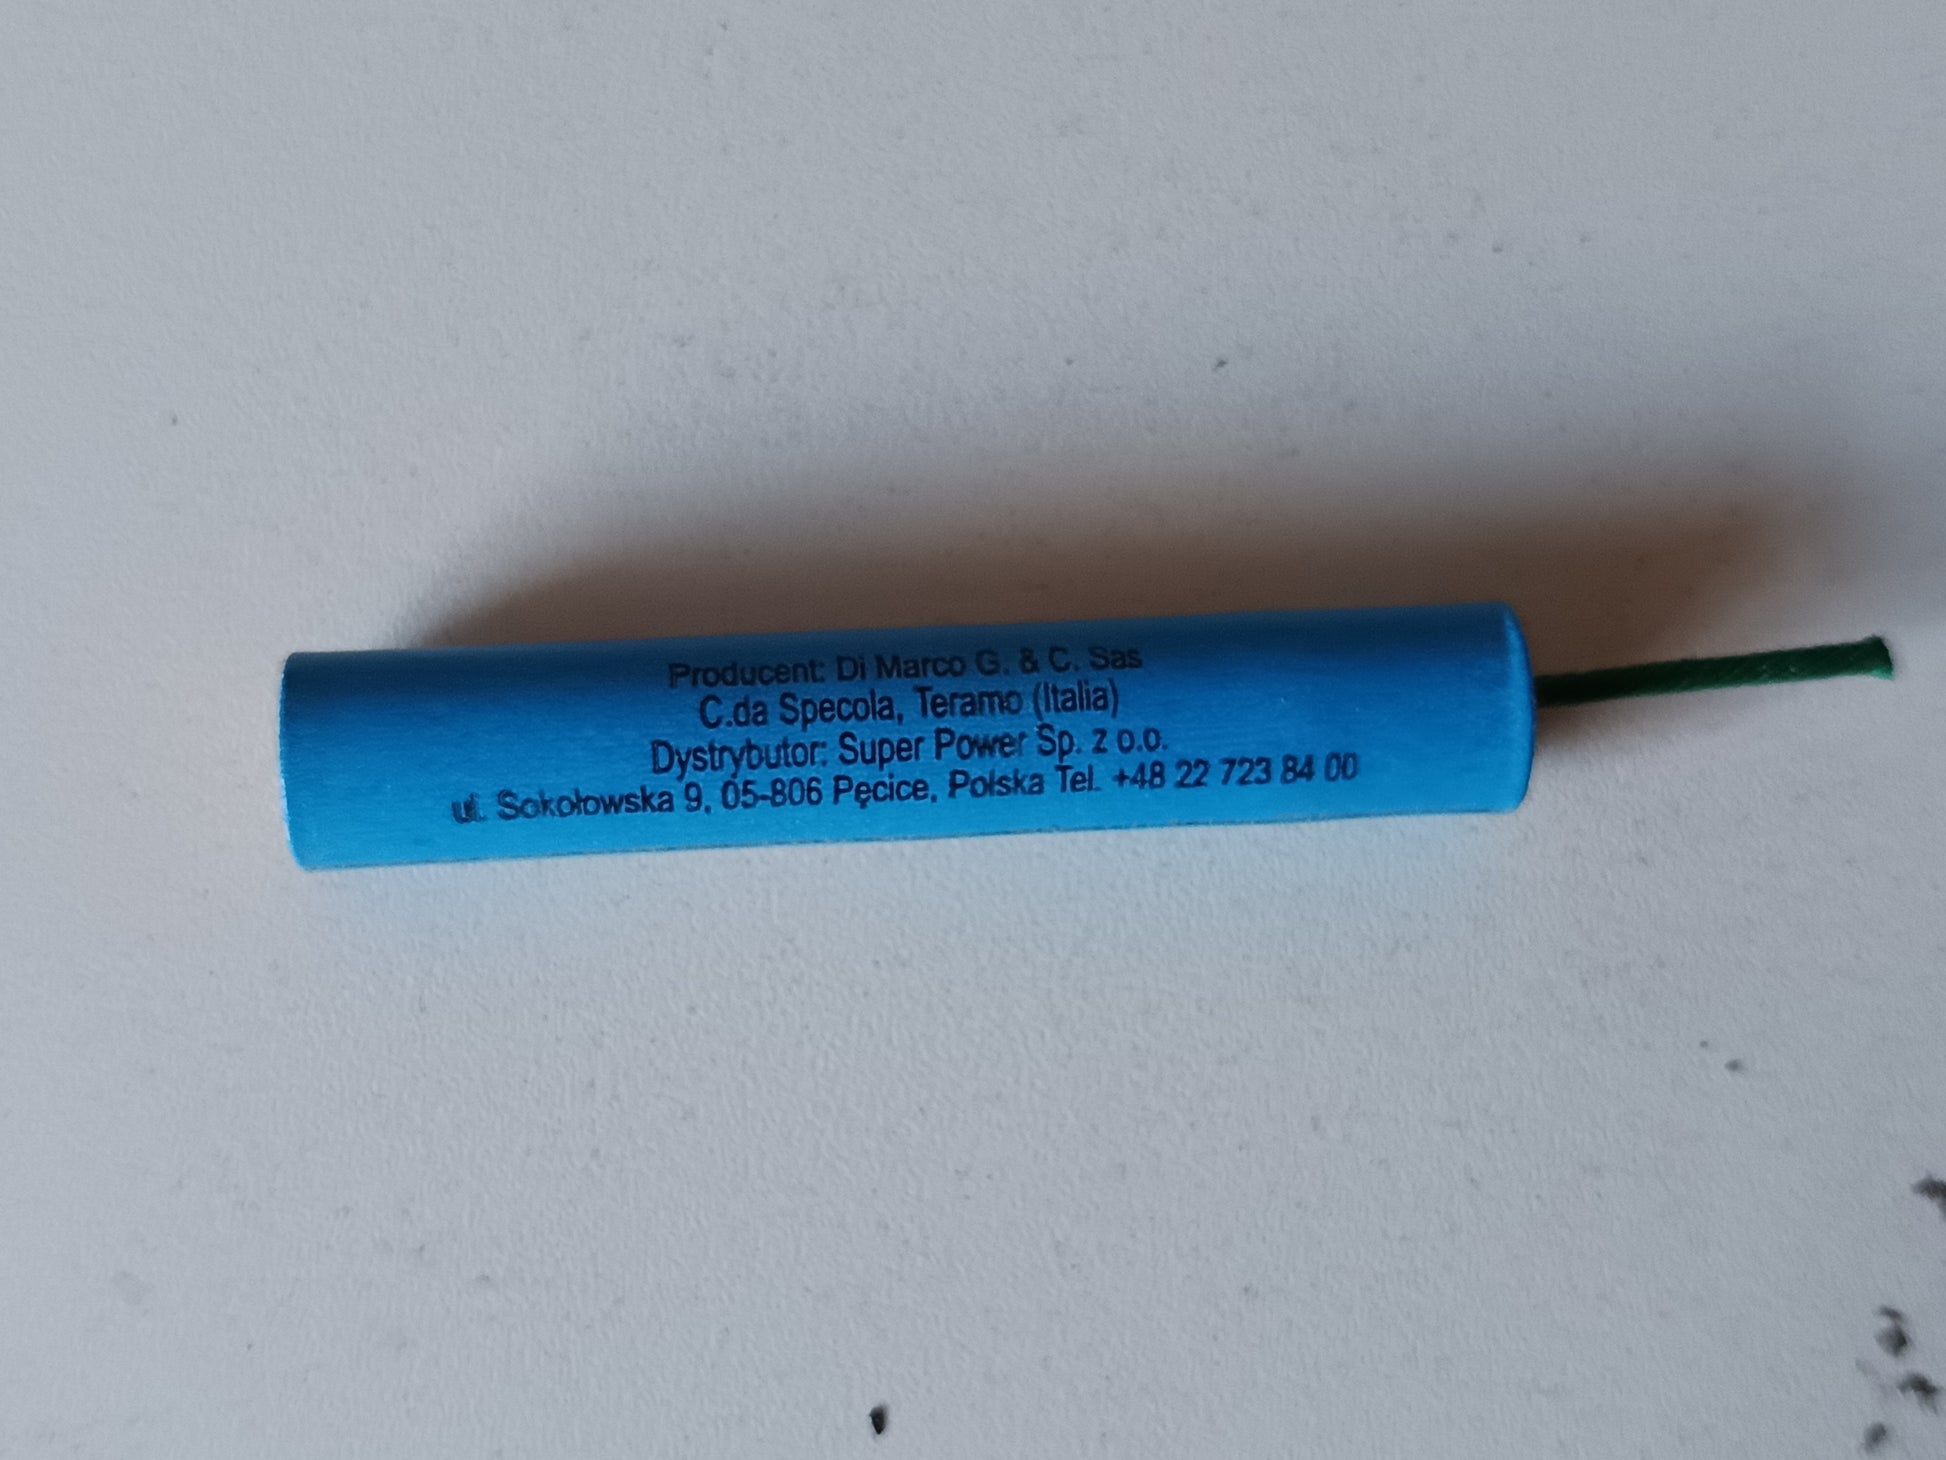 Producent: Di Marco G. & C. Sas
C.da Specola, Teramo (Italia)
Dystrybutor: Super Power Sp. z o.o.
ul. Sokołowska 9, 05-806 Pęcice, Polska Tel. +48 22 723 84 00